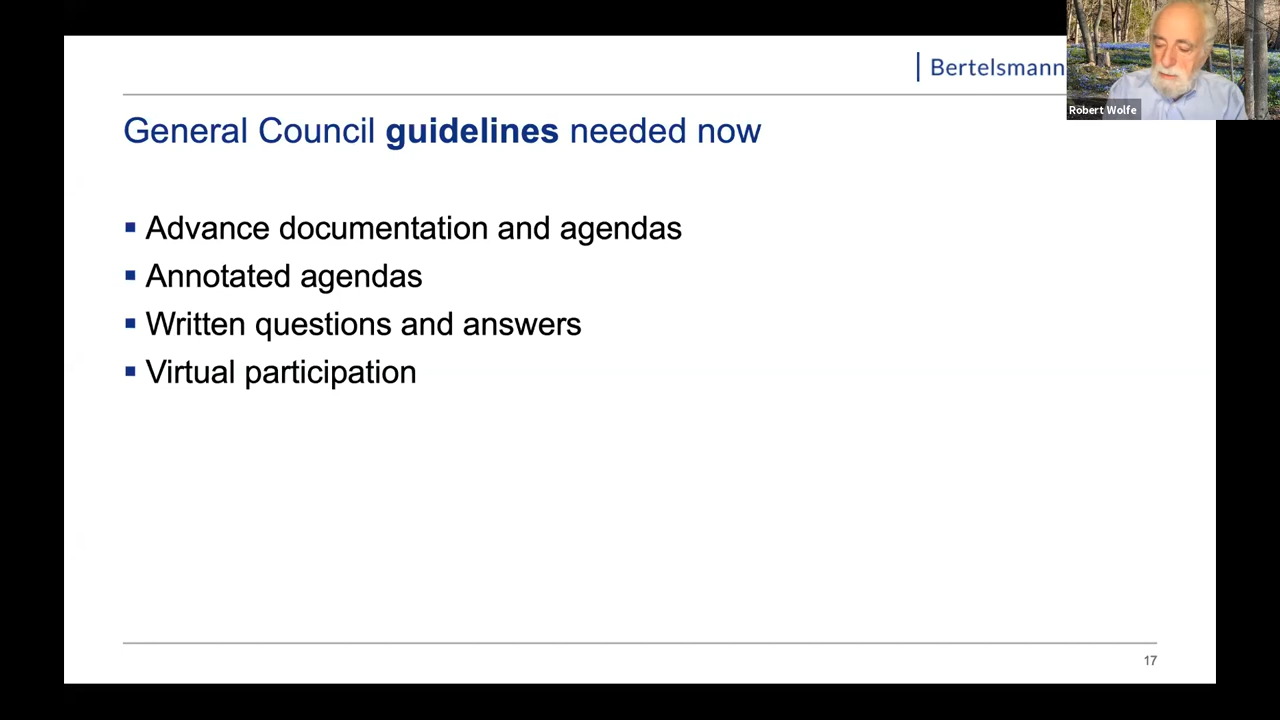 Bertelsmann
Robert Wolfe
General Council guidelines needed now
Advance documentation and agendas
Annotated agendas
Written questions and answers
Virtual participation
17